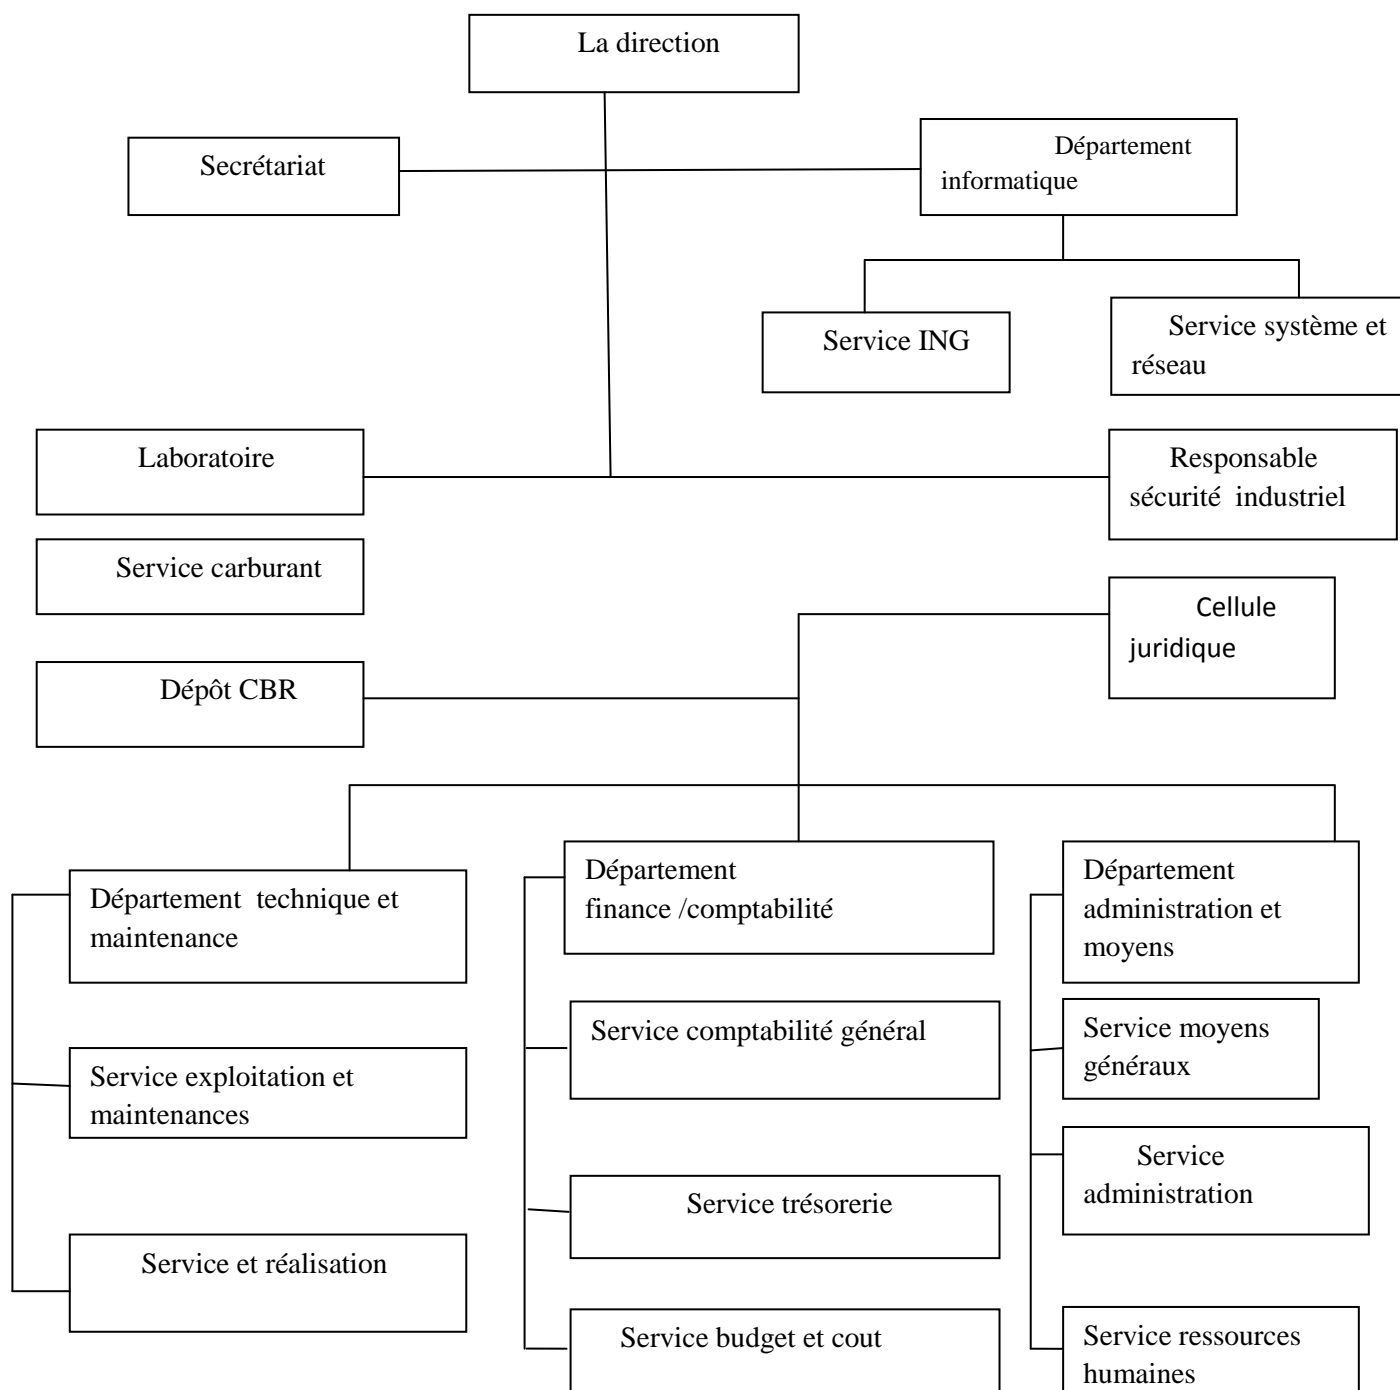 La direction
Secrétariat
Département
informatique
Service ING
Service système et
réseau
Laboratoire
Responsable
sécurité  industriel
Service carburant
Cellule
juridique
Dépôt CBR
Département  technique et
maintenance
Département
finance /comptabilité
Département
administration et
moyens
Service exploitation et
maintenances
Service comptabilité général
Service moyens
généraux
Service trésorerie
Service
administration
Service et réalisation
Service budget et cout
Service ressources
humaines